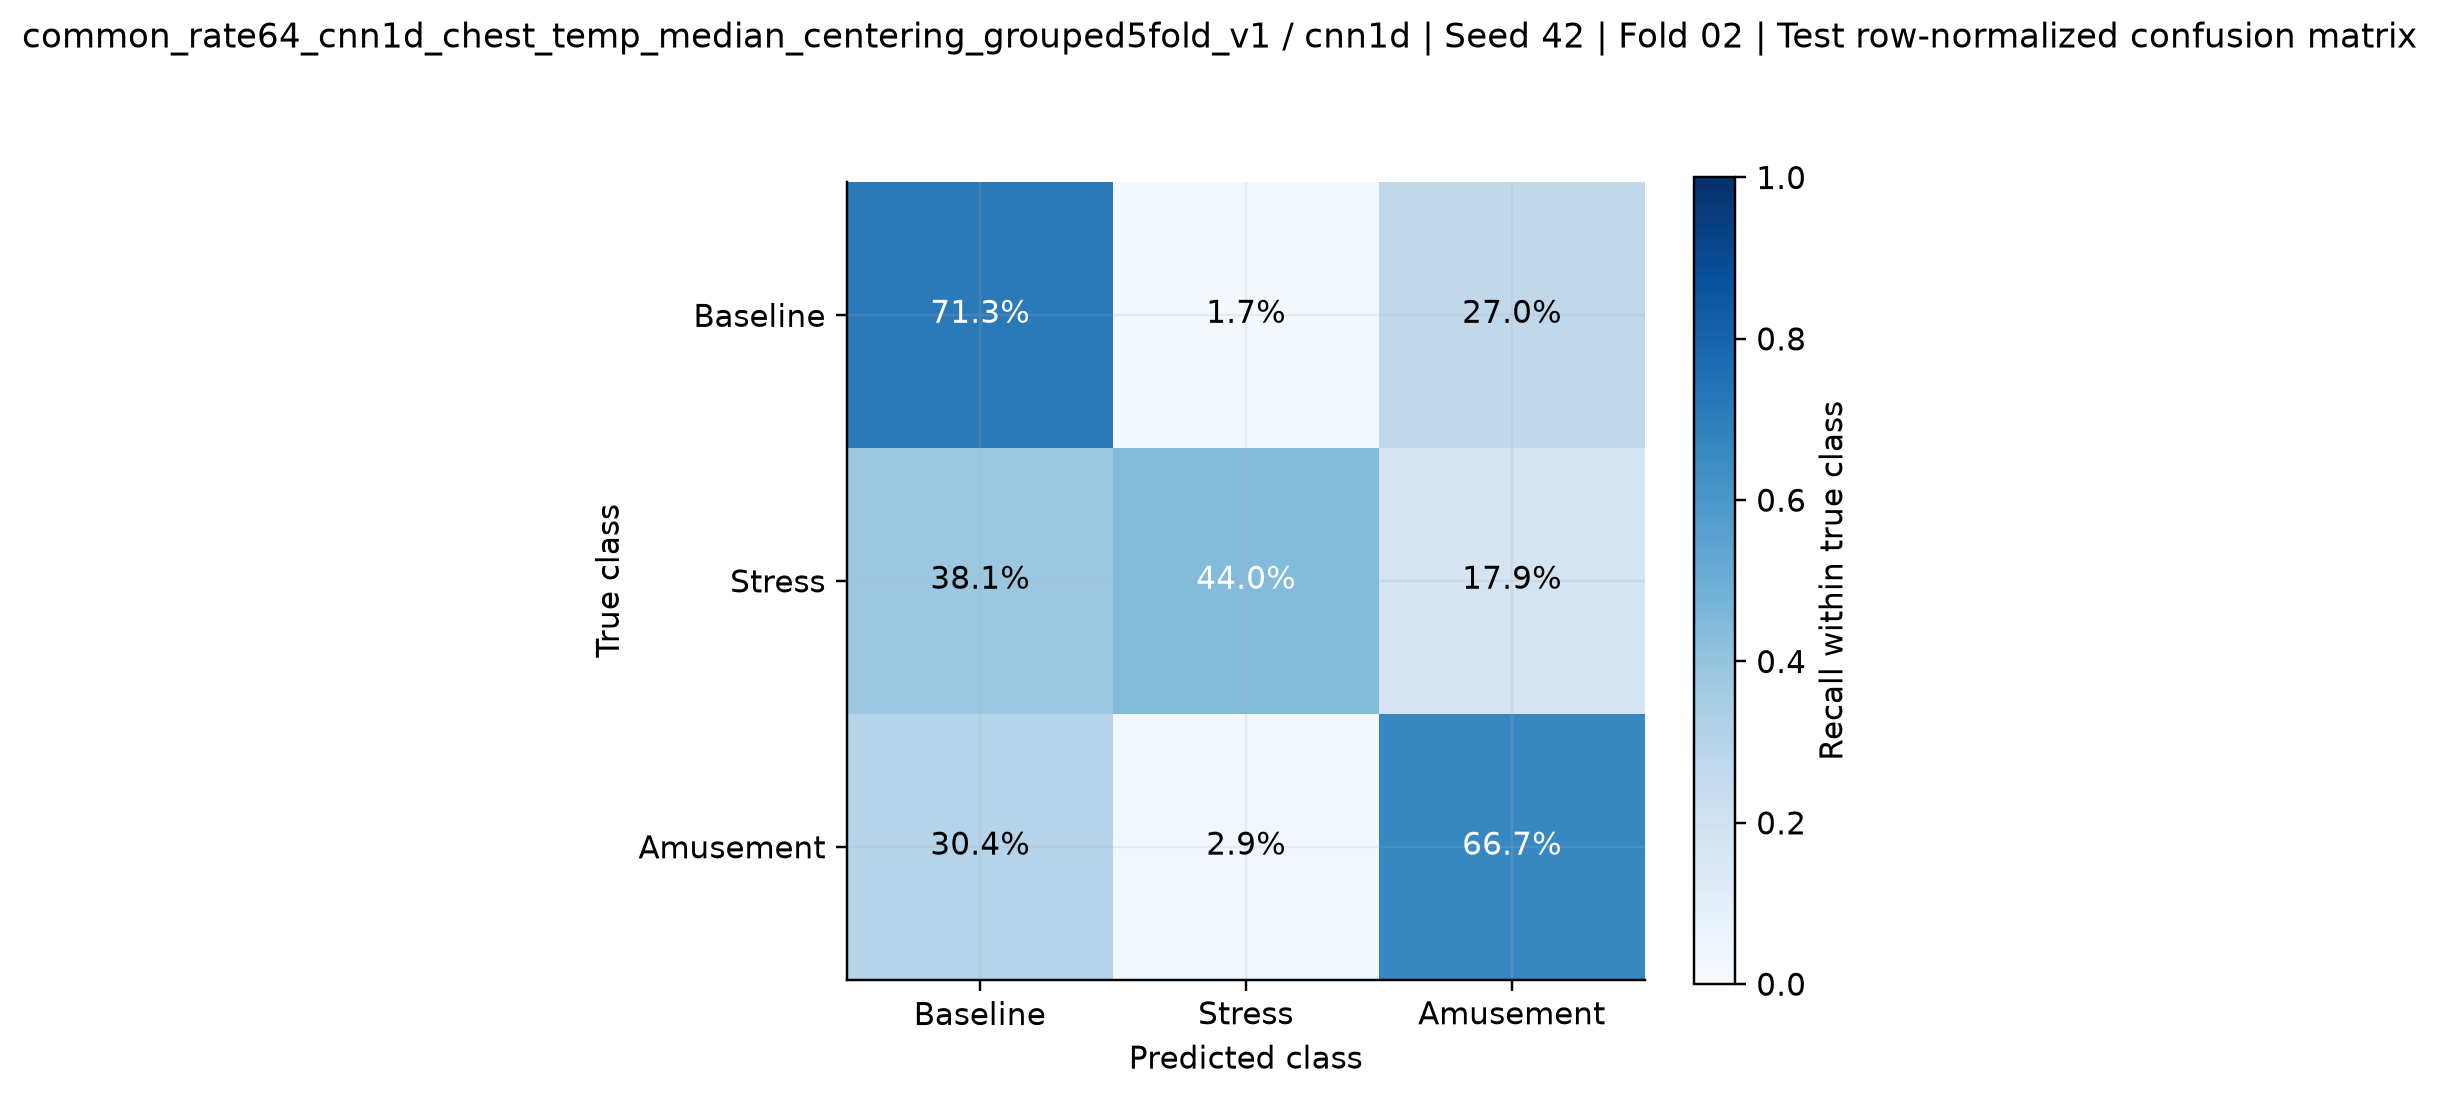 common_rate64_cnn1d_chest_temp_median_centering_grouped5fold_v1 / cnn1d | Seed 42 | Fold 02 | Test row-normalized confusion matrix
True class
Baseline
71.3%
1.7%
27.0%
Stress
38.1%
44.0%
17.9%
Amusement
30.4%
2.9%
66.7%
Baseline
Stress
Amusement
Predicted class
1.0
0.8
0.6
0.4
0.2
0.0
Recall within true class